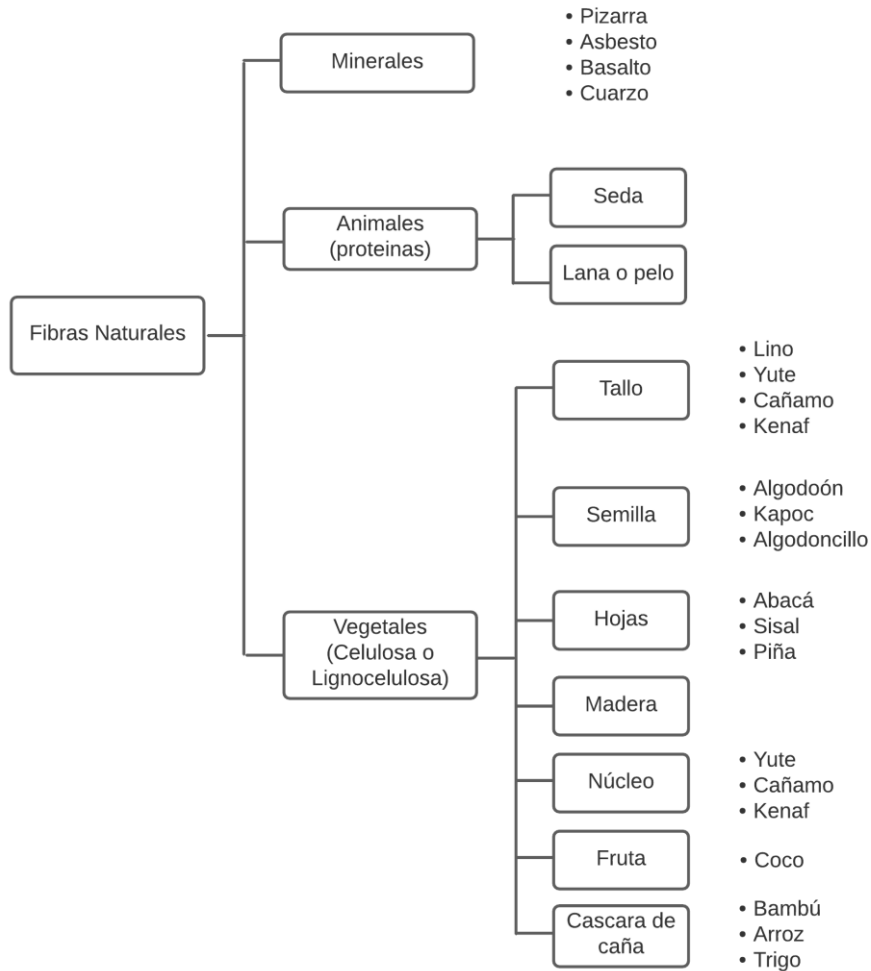 Fibras Naturales
Minerales
• Pizarra
• Asbesto
• Basalto
• Cuarzo
Animales
(proteinas)
Seda
Lana o pelo
Vegetales
(Celulosa o
Lignocelulosa)
Tallo
• Lino
• Yute
• Cañamo
• Kenaf
Semilla
• Algodoón
• Kapoc
• Algodoncillo
Hojas
• Abacá
• Sisal
• Piña
Madera
Núcleo
• Yute
• Cañamo
• Kenaf
Fruta
• Coco
Cascara de
caña
• Bambú
• Arroz
• Trigo